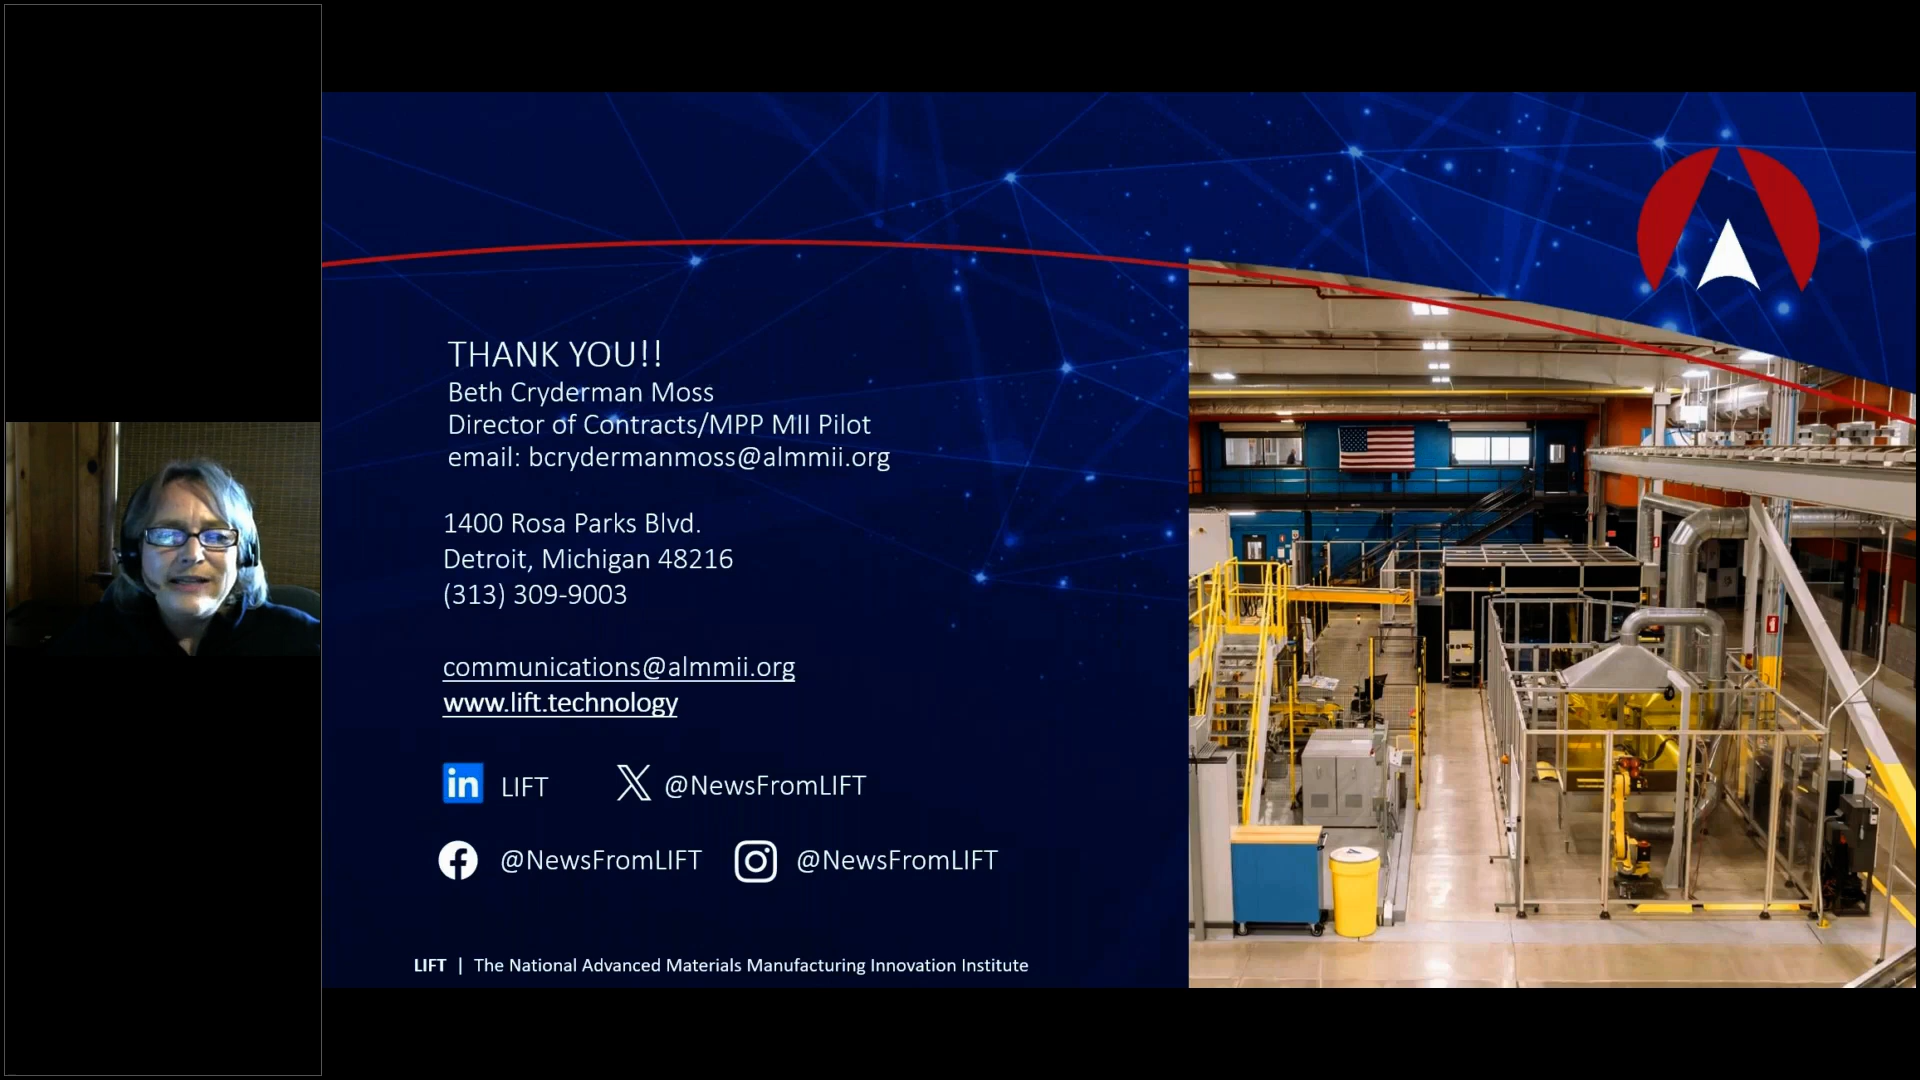 THANK YOU!!
Beth Cryderman Moss
Director of Contracts/MPP MII Pilot
email: bcrydermanmoss@almmii.org
1400 Rosa Parks Blvd.
Detroit, Michigan 48216
(313) 309-9003
communications@almmii.org
www.lift.technology
in LIFT @NewsFromLIFT
@NewsFromLIFT @NewsFromLIFT
LIFT | The National Advanced Materials Manufacturing Innovation Institute